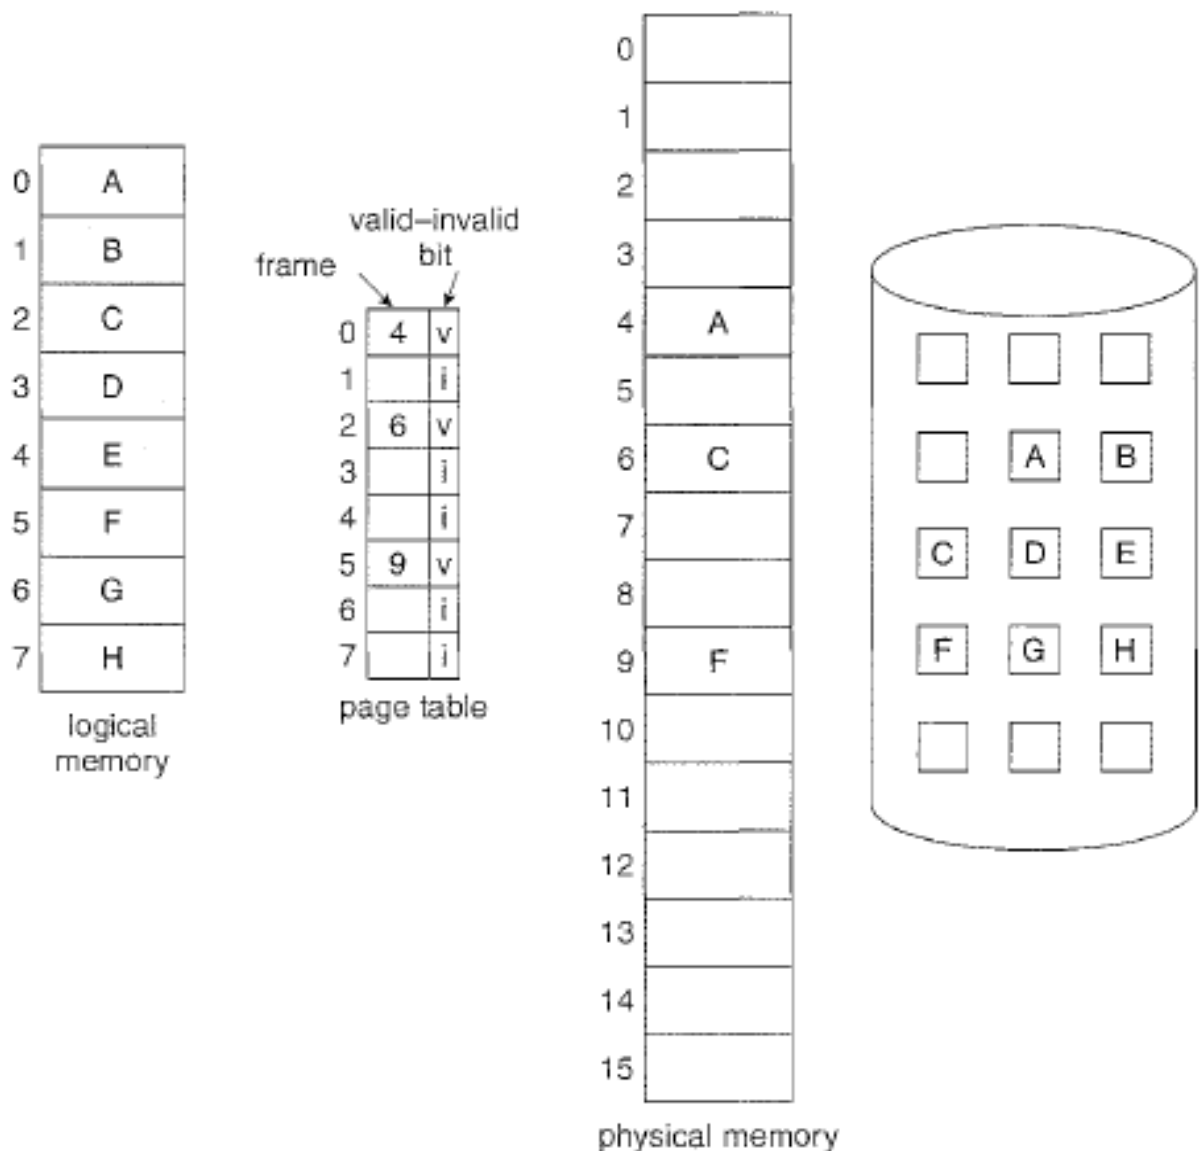 0 A
1 B
2 C
3 D
4 E
5 F
6 G
7 H
logical
memory
valid–invalid
bit
frame
0 4 v
1 i
2 6 v
3 i
4 i
5 9 v
6 i
7 i
page table
0
1
2
3
4 A
5
6 C
7
8
9 F
10
11
12
13
14
15
physical memory
A B
C D E
F G H